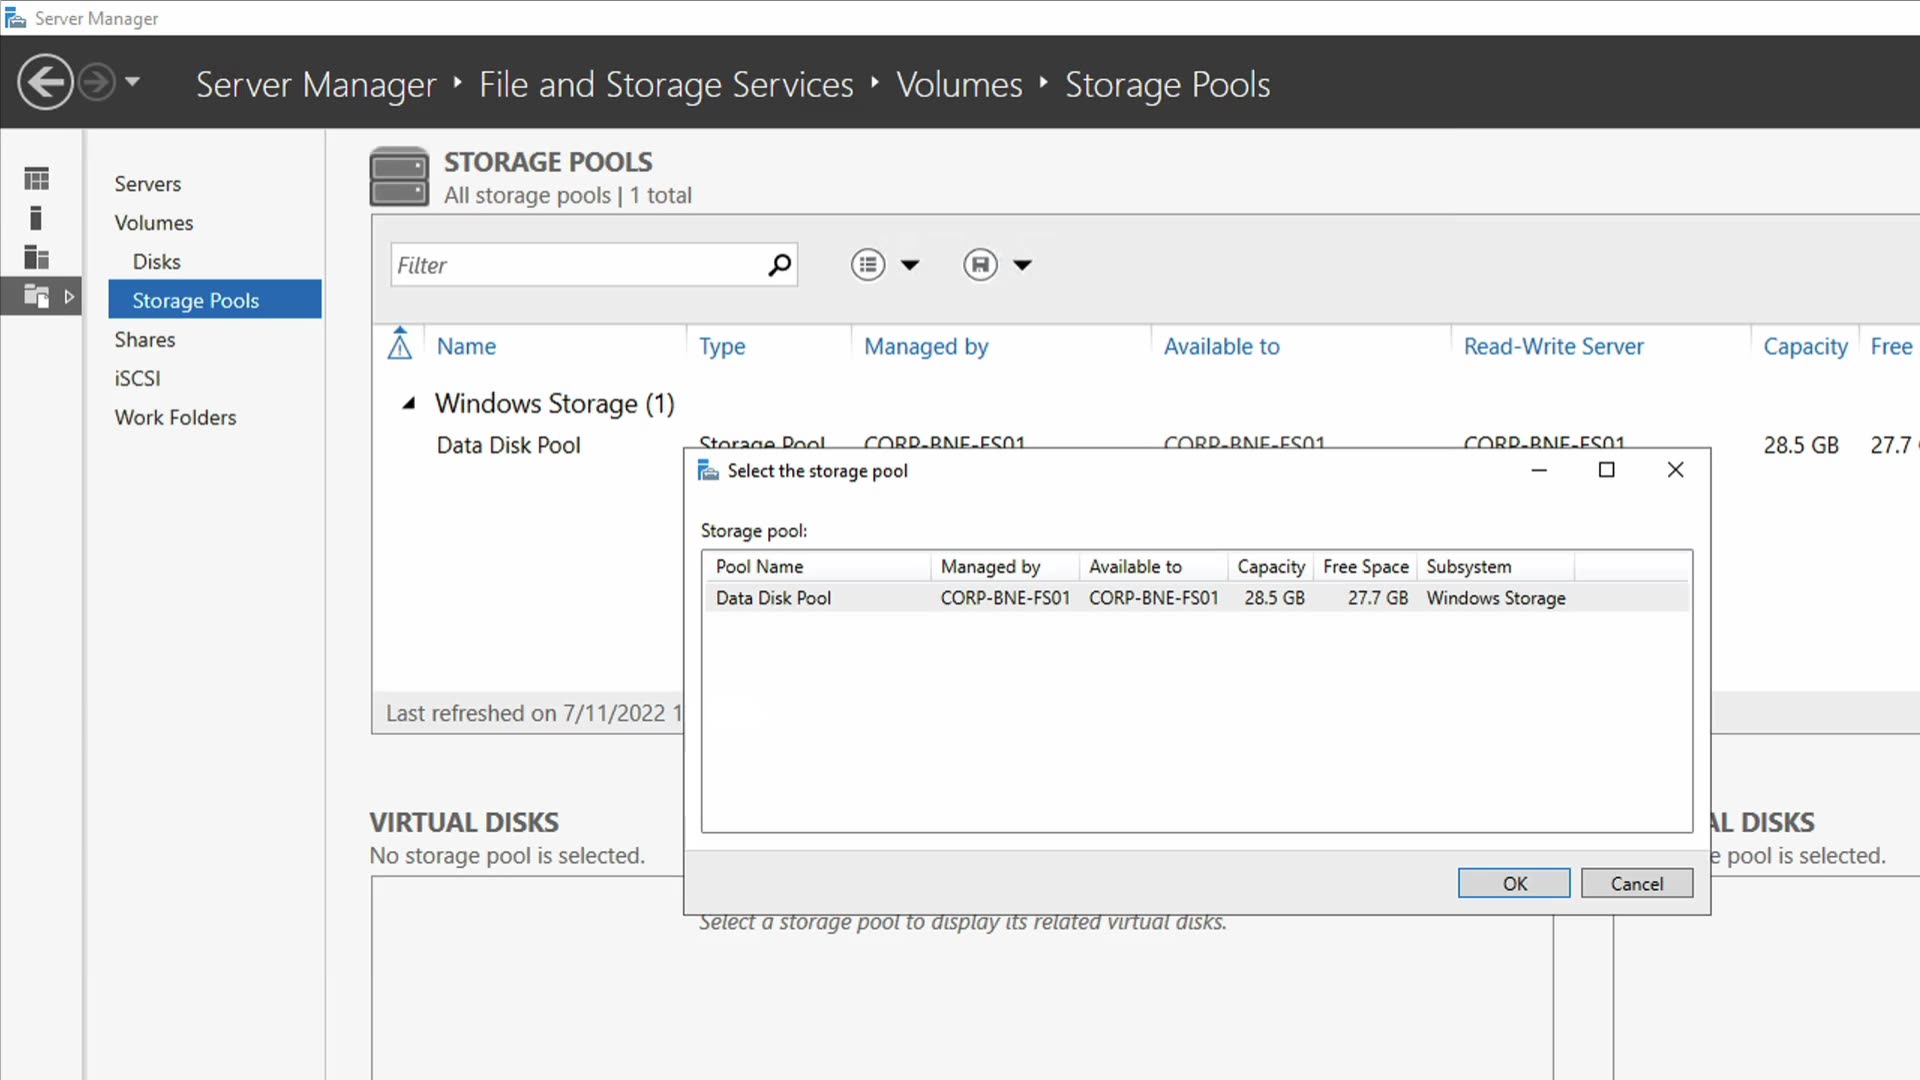 Server Manager
Server Manager ‣ File and Storage Services ‣ Volumes ‣ Storage Pools
Servers
Volumes
Disks
Storage Pools
Shares
iSCSI
Work Folders
STORAGE POOLS
All storage pools | 1 total
Filter
Name Type Managed by Available to Read-Write Server Capacity Free
Windows Storage (1)
Data Disk Pool Storage Pool CORP-BNE-FS01 CORP-BNE-FS01 CORP-BNE-FS01 28.5 GB 27.7
Last refreshed on 7/11/2022 1
Select the storage pool
Storage pool:
Pool Name Managed by Available to Capacity Free Space Subsystem
Data Disk Pool CORP-BNE-FS01 CORP-BNE-FS01 28.5 GB 27.7 GB Windows Storage
OK Cancel
VIRTUAL DISKS
No storage pool is selected.
Select a storage pool to display its related virtual disks.
AL DISKS
e pool is selected.